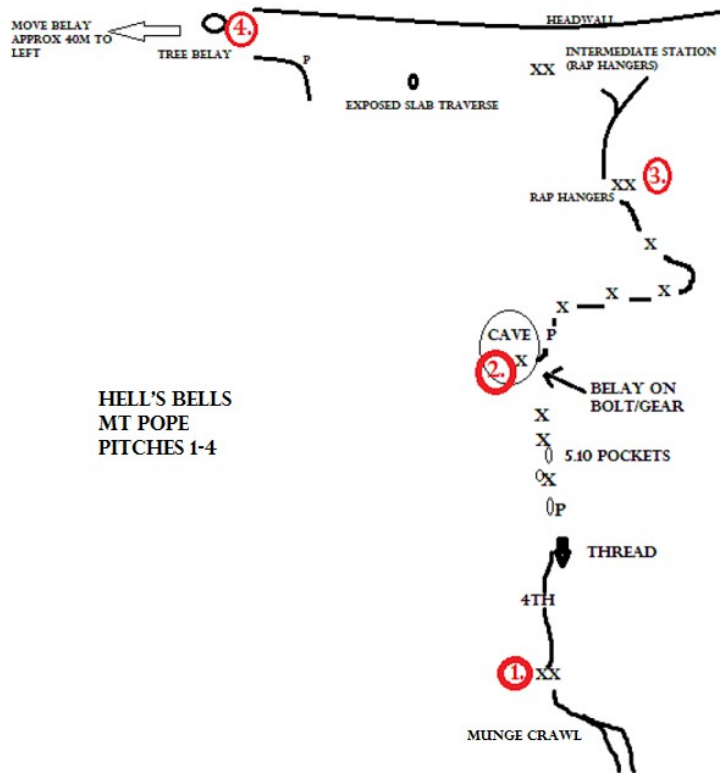 MOVE BELAY
APPROX 40M TO
LEFT
4.
TREE BELAY
P
HEADWALL
EXPOSED SLAB TRAVERSE
XX
INTERMEDIATE STATION
(RAP HANGERS)
XX
3.
RAP HANGERS
X
X
X
X
P
CAVE
X
2.
BELAY ON
BOLT/GEAR
HELL'S BELLS
MT POPE
PITCHES 1-4
X
X
5.10 POCKETS
X
P
THREAD
4TH
1.
XX
MUNGE CRAWL